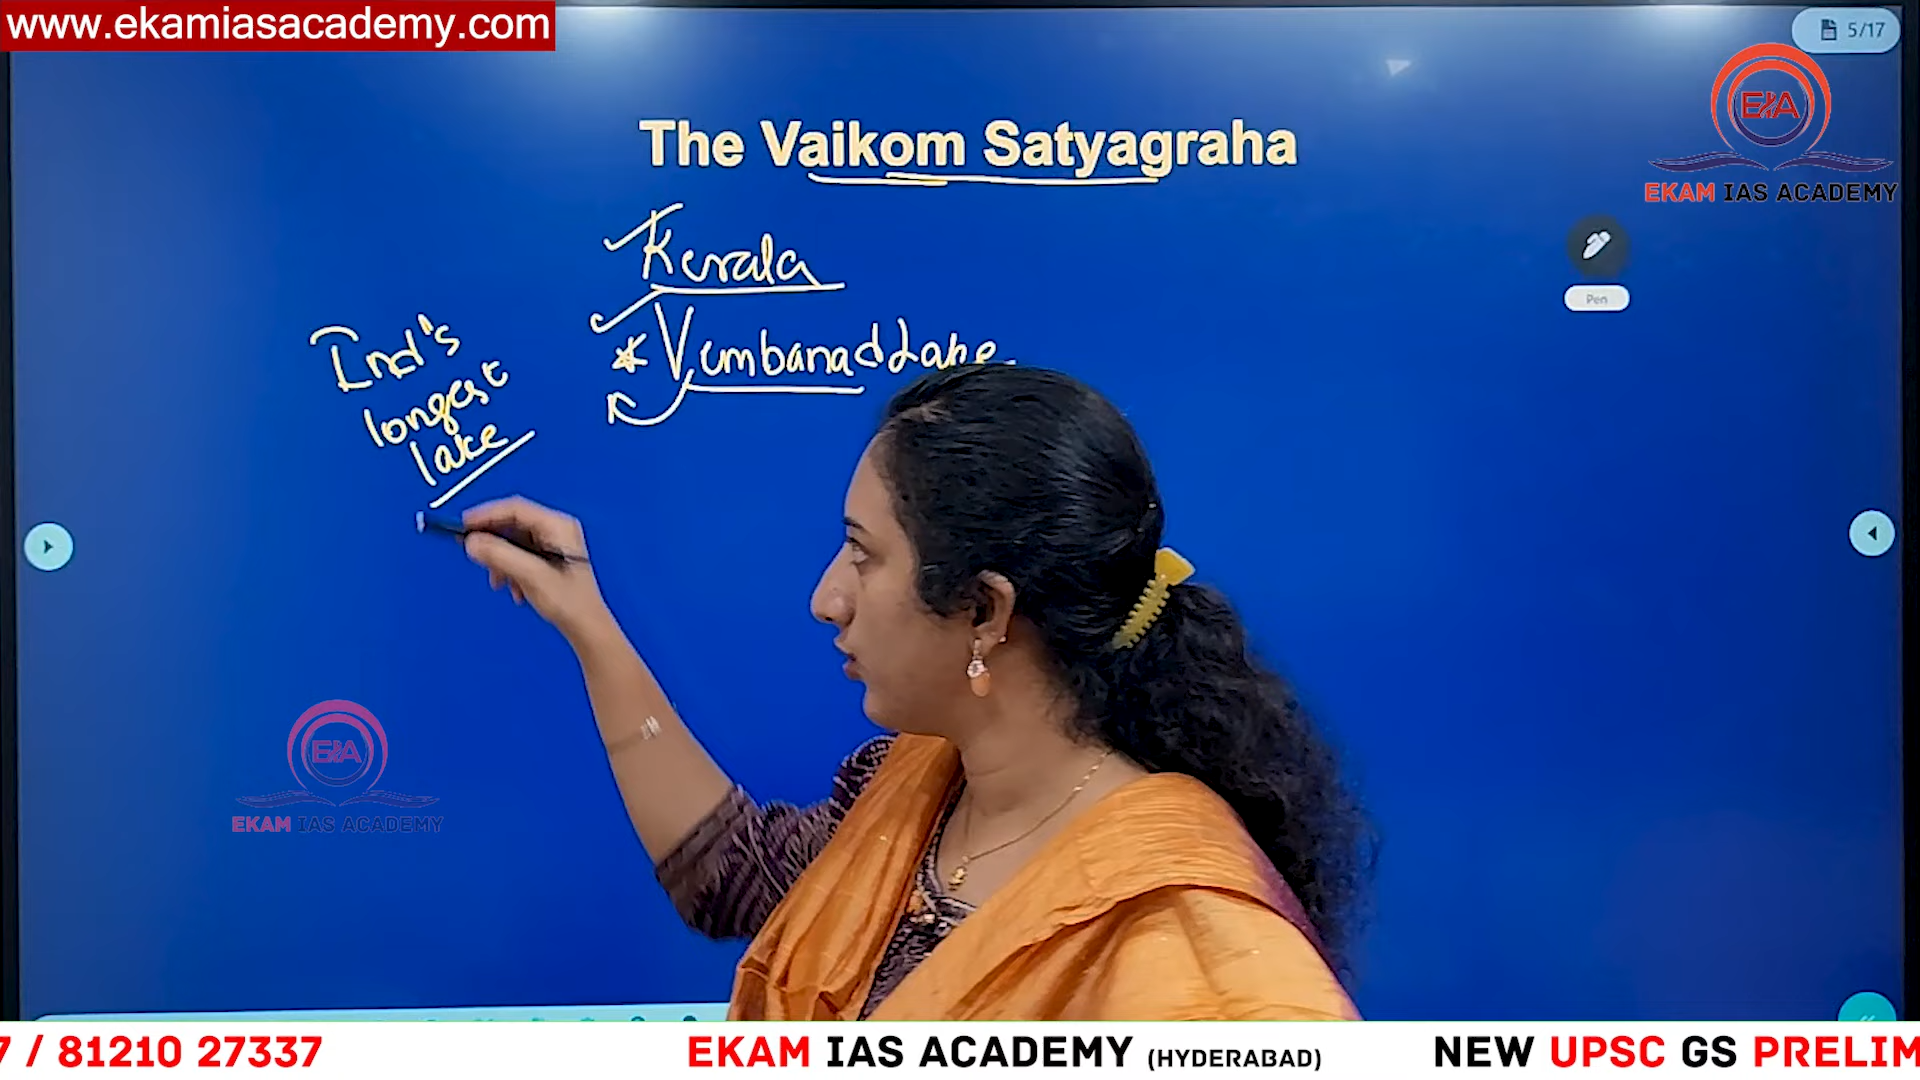 www.ekamiasacademy.com
5/17
EIA
EKAM IAS ACADEMY
The Vaikom Satyagraha
Kerala
Pen
Vembanad Lake
Ind's
longest
lake
EIA
EKAM IAS ACADEMY
7 / 81210 27337
EKAM IAS ACADEMY (HYDERABAD)
NEW UPSC GS PRELIM